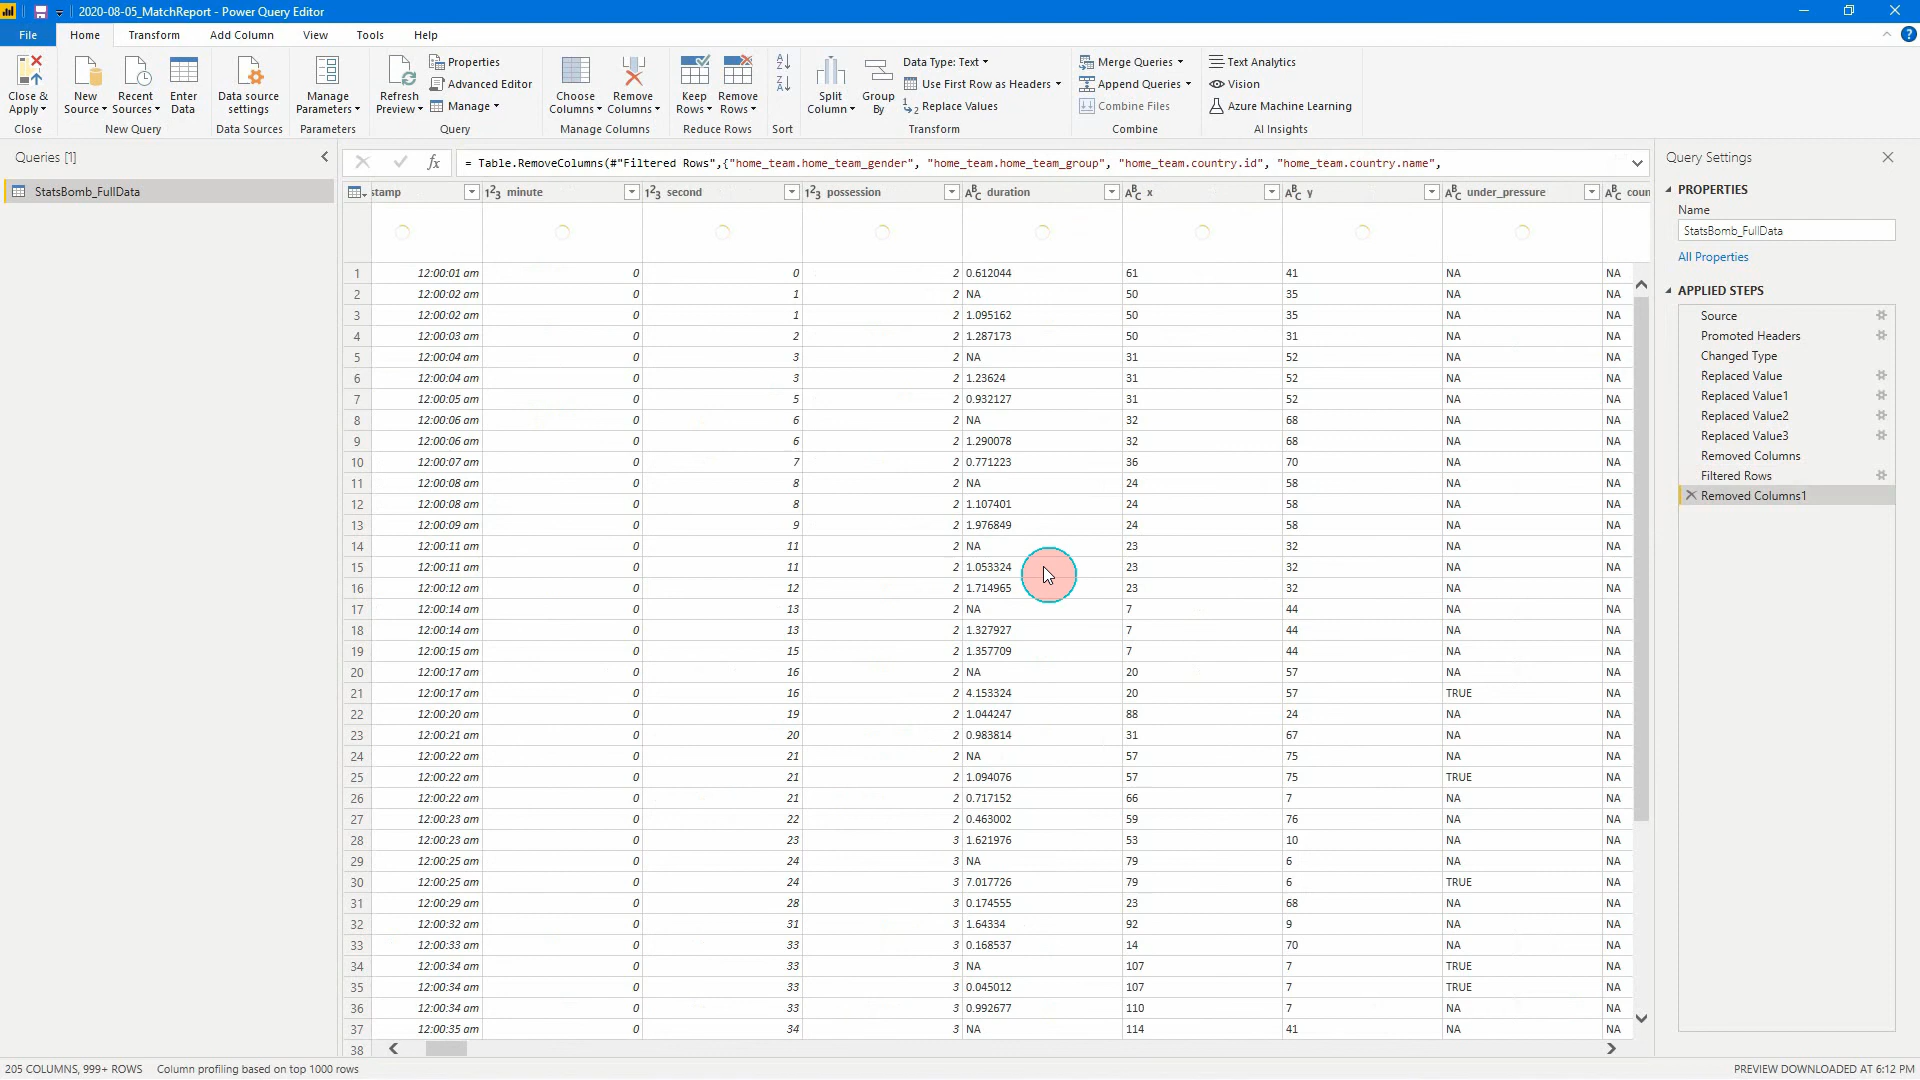 2020-08-05_MatchReport - Power Query Editor
File Home Transform Add Column View Tools Help
Close & Apply
New Source
Recent Sources
Enter Data
Data source settings
Manage Parameters
Refresh Preview
Properties
Advanced Editor
Manage
Choose Columns
Remove Columns
Keep Rows
Remove Rows
Split Column
Group By
Data Type: Text
Use First Row as Headers
Replace Values
Merge Queries
Append Queries
Combine Files
Text Analytics
Vision
Azure Machine Learning
Close New Query Data Sources Parameters Query Manage Columns Reduce Rows Sort Transform Combine AI Insights
Queries [1]
StatsBomb_FullData
fx = Table.RemoveColumns(#"Filtered Rows",{"home_team.home_team_gender", "home_team.home_team_group", "home_team.country.id", "home_team.country.name",
stamp minute second possession duration x y under_pressure coun
1 12:00:01 am 0 0 2 0.612044 61 41 NA NA
2 12:00:02 am 0 1 2 NA 50 35 NA NA
3 12:00:02 am 0 1 2 1.095162 50 35 NA NA
4 12:00:03 am 0 2 2 1.287173 50 31 NA NA
5 12:00:04 am 0 3 2 NA 31 52 NA NA
6 12:00:04 am 0 3 2 1.23624 31 52 NA NA
7 12:00:05 am 0 5 2 0.932127 31 52 NA NA
8 12:00:06 am 0 6 2 NA 32 68 NA NA
9 12:00:06 am 0 6 2 1.290078 32 68 NA NA
10 12:00:07 am 0 7 2 0.771223 36 70 NA NA
11 12:00:08 am 0 8 2 NA 24 58 NA NA
12 12:00:08 am 0 8 2 1.107401 24 58 NA NA
13 12:00:09 am 0 9 2 1.976849 24 58 NA NA
14 12:00:11 am 0 11 2 NA 23 32 NA NA
15 12:00:11 am 0 11 2 1.053324 23 32 NA NA
16 12:00:12 am 0 12 2 1.714965 23 32 NA NA
17 12:00:14 am 0 13 2 NA 7 44 NA NA
18 12:00:14 am 0 13 2 1.327927 7 44 NA NA
19 12:00:15 am 0 15 2 1.357709 7 44 NA NA
20 12:00:17 am 0 16 2 NA 20 57 NA NA
21 12:00:17 am 0 16 2 4.153324 20 57 TRUE NA
22 12:00:20 am 0 19 2 1.044247 88 24 NA NA
23 12:00:21 am 0 20 2 0.983814 31 67 NA NA
24 12:00:22 am 0 21 2 NA 57 75 NA NA
25 12:00:22 am 0 21 2 1.094076 57 75 TRUE NA
26 12:00:22 am 0 21 2 0.717152 66 7 NA NA
27 12:00:23 am 0 22 2 0.463002 59 76 NA NA
28 12:00:23 am 0 23 3 1.621976 53 10 NA NA
29 12:00:25 am 0 24 3 NA 79 6 NA NA
30 12:00:25 am 0 24 3 7.017726 79 6 TRUE NA
31 12:00:29 am 0 28 3 0.174555 23 68 NA NA
32 12:00:32 am 0 31 3 1.64334 92 9 NA NA
33 12:00:33 am 0 33 3 0.168537 14 70 NA NA
34 12:00:34 am 0 33 3 NA 107 7 TRUE NA
35 12:00:34 am 0 33 3 0.045012 107 7 TRUE NA
36 12:00:34 am 0 33 3 0.992677 110 7 NA NA
37 12:00:35 am 0 34 3 NA 114 41 NA NA
38
Query Settings
PROPERTIES
Name
StatsBomb_FullData
All Properties
APPLIED STEPS
Source
Promoted Headers
Changed Type
Replaced Value
Replaced Value1
Replaced Value2
Replaced Value3
Removed Columns
Filtered Rows
Removed Columns1
205 COLUMNS, 999+ ROWS Column profiling based on top 1000 rows PREVIEW DOWNLOADED AT 6:12 PM